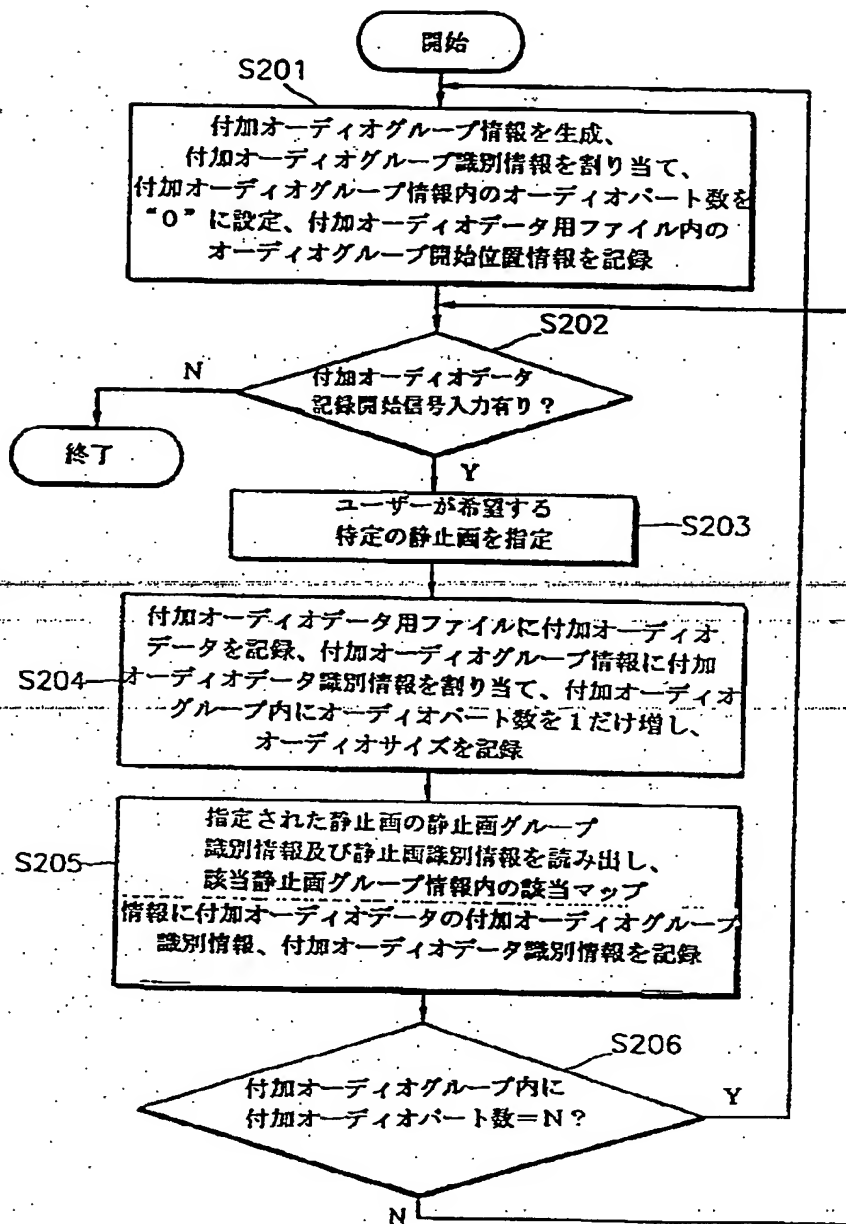 開始
S201
付加オーディオグループ情報を生成、
付加オーディオグループ識別情報を割り当て、
付加オーディオグループ情報内のオーディオパート数を
“0”に設定、付加オーディオデータ用ファイル内の
オーディオグループ開始位置情報を記録
S202
N
付加オーディオデータ
記録開始信号入力有り？
終了
Y
ユーザーが希望する
特定の静止画を指定
S203
付加オーディオデータ用ファイルに付加オーディオ
データを記録、付加オーディオグループ情報に付加
S204
オーディオデータ識別情報を割り当て、付加オーディオ
グループ内にオーディオパート数を1だけ増し、
オーディオサイズを記録
指定された静止画の静止画グループ
識別情報及び静止画識別情報を読み出し、
S205
該当静止画グループ情報内の該当マップ
情報に付加オーディオデータの付加オーディオグループ
識別情報、付加オーディオデータ識別情報を記録
S206
付加オーディオグループ内に
付加オーディオパート数=N？
Y
N